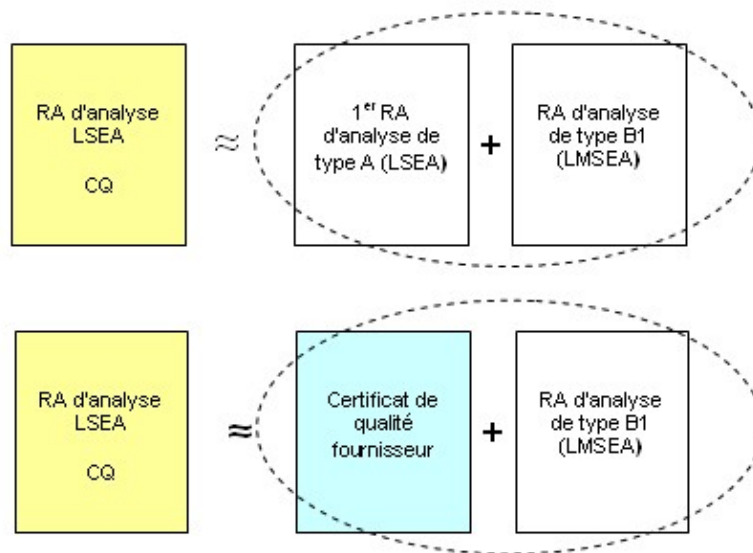 RA d'analyse
LSEA
CQ
≈
1er RA
d'analyse de
type A (LSEA)
+
RA d'analyse
de type B1
(LMSEA)
RA d'analyse
LSEA
CQ
≈
Certificat de
qualité
fournisseur
+
RA d'analyse
de type B1
(LMSEA)